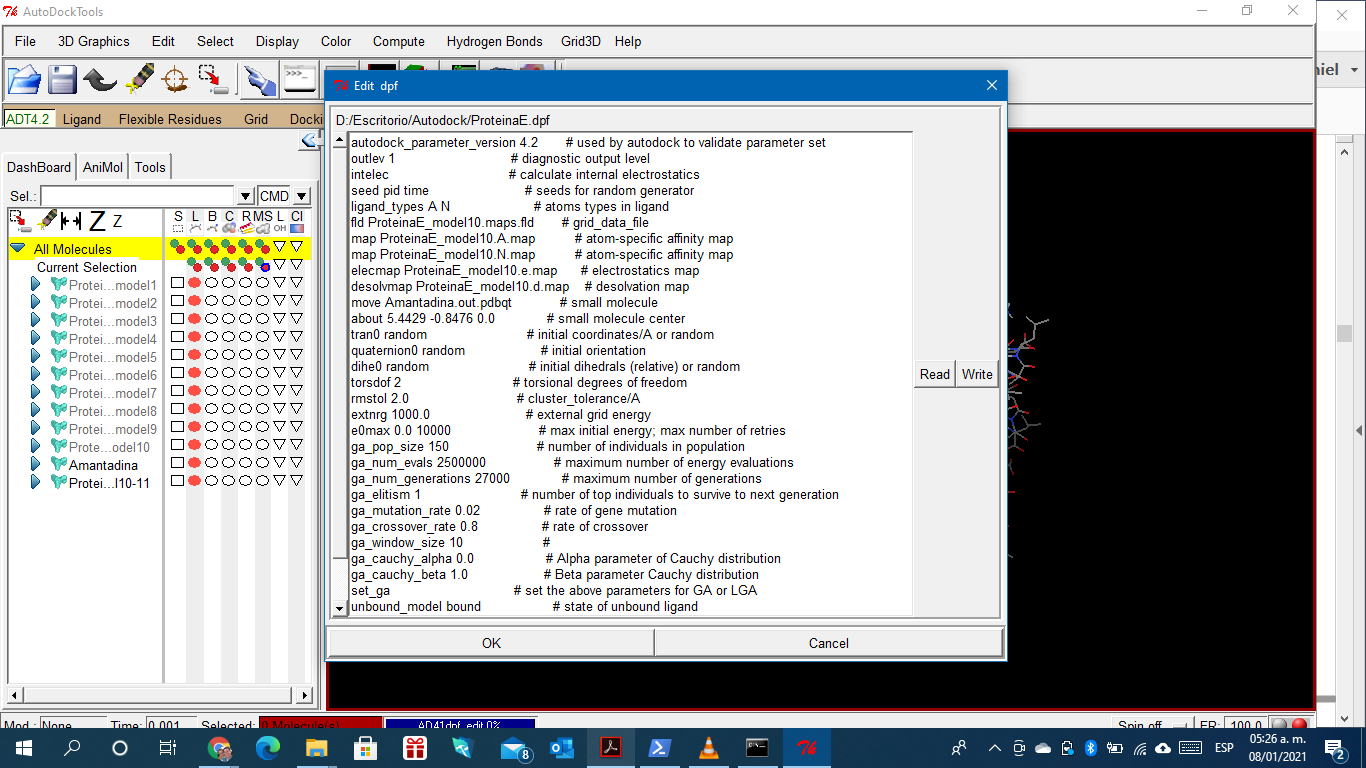 AutoDockTools
File 3D Graphics Edit Select Display Color Compute Hydrogen Bonds Grid3D Help
Edit dpf
ADT4.2 Ligand Flexible Residues Grid Docki
D:/Escritorio/Autodock/ProteinaE.dpf
DashBoard AniMol Tools
Sel.: CMD
S L B C R MS L Cl
All Molecules
Current Selection
Protei...model1
Protei...model2
Protei...model3
Protei...model4
Protei...model5
Protei...model6
Protei...model7
Protei...model8
Protei...model9
Prote...odel10
Amantadina
Protei...l10-11
autodock_parameter_version 4.2 # used by autodock to validate parameter set
outlev 1 # diagnostic output level
intelec # calculate internal electrostatics
seed pid time # seeds for random generator
ligand_types A N # atoms types in ligand
fld ProteinaE_model10.maps.fld # grid_data_file
map ProteinaE_model10.A.map # atom-specific affinity map
map ProteinaE_model10.N.map # atom-specific affinity map
elecmap ProteinaE_model10.e.map # electrostatics map
desolvmap ProteinaE_model10.d.map # desolvation map
move Amantadina.out.pdbqt # small molecule
about 5.4429 -0.8476 0.0 # small molecule center
tran0 random # initial coordinates/A or random
quaternion0 random # initial orientation
dihe0 random # initial dihedrals (relative) or random
torsdof 2 # torsional degrees of freedom
rmstol 2.0 # cluster_tolerance/A
extnrg 1000.0 # external grid energy
e0max 0.0 10000 # max initial energy; max number of retries
ga_pop_size 150 # number of individuals in population
ga_num_evals 2500000 # maximum number of energy evaluations
ga_num_generations 27000 # maximum number of generations
ga_elitism 1 # number of top individuals to survive to next generation
ga_mutation_rate 0.02 # rate of gene mutation
ga_crossover_rate 0.8 # rate of crossover
ga_window_size 10 #
ga_cauchy_alpha 0.0 # Alpha parameter of Cauchy distribution
ga_cauchy_beta 1.0 # Beta parameter Cauchy distribution
set_ga # set the above parameters for GA or LGA
unbound_model bound # state of unbound ligand
Read Write
OK Cancel
niel
Mod.: None Time: 0.001 Selected: 0 Molecule(s) AD41dpf_edit 0% Spin off FR: 100.0
ESP
05:26 a. m.
08/01/2021
8
2